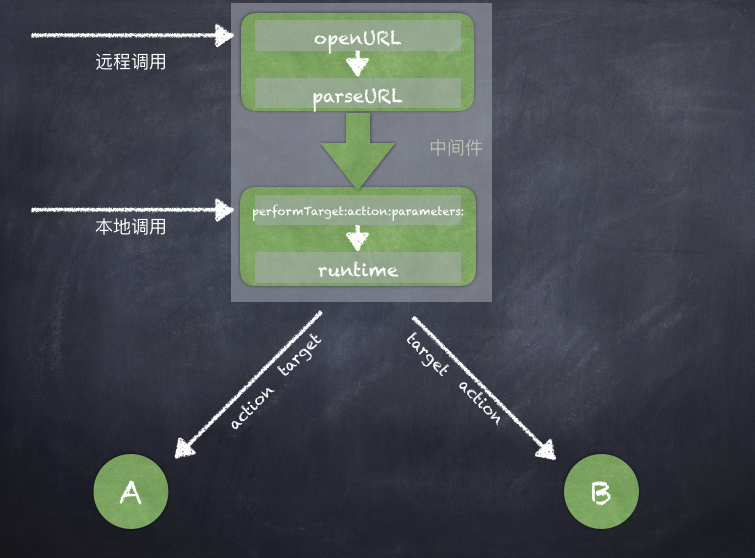 openURL
远程调用
parseURL
中间件
performTarget:action:parameters:
本地调用
runtime
action target
target action
A
B